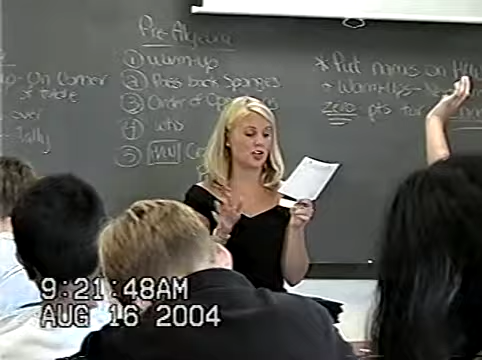 Pre-Algebra
① Warm-up
② Pass back Sponges
③ Order of Operations
④
⑤ HW
up-On Corner
of table
over
Tally
* Put names on HW
→ Warm-Ups-
zero pts for
9:21:48AM
AUG 16 2004